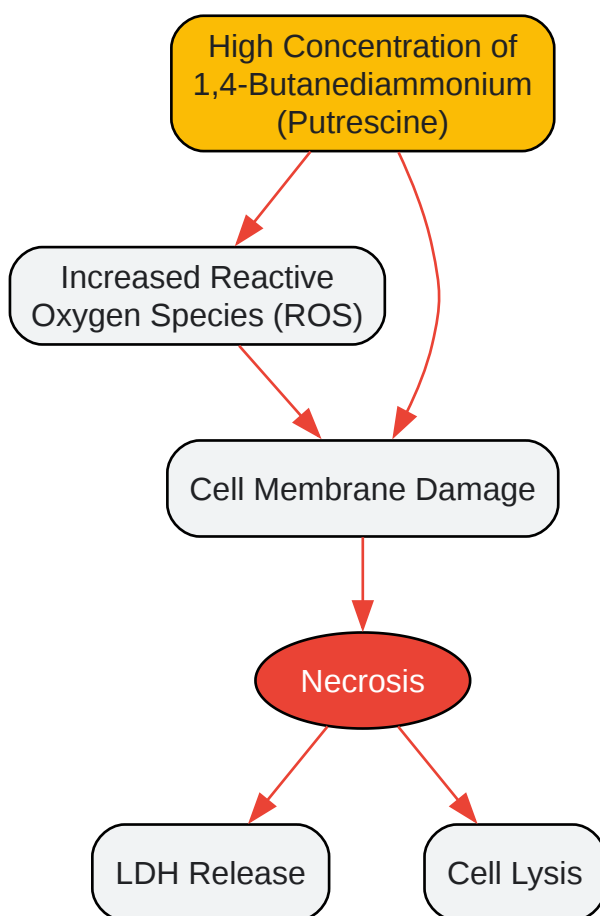 High Concentration of
1,4-Butanediammonium
(Putrescine)
Increased Reactive
Oxygen Species (ROS)
Cell Membrane Damage
Necrosis
LDH Release
Cell Lysis